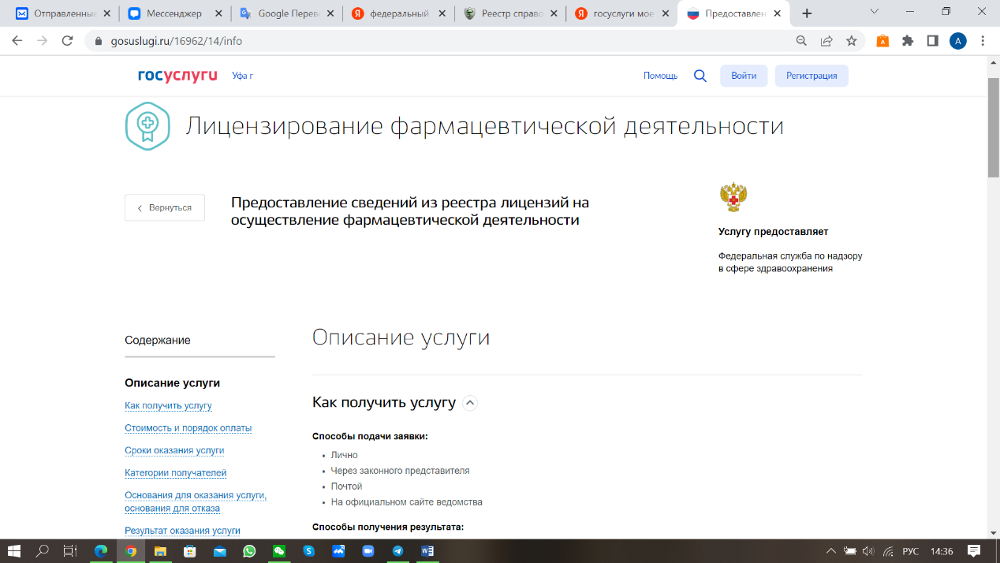 Отправленные
Мессенджер
Google Перев
федеральный
Реестр справо
госуслуги мое
Предоставлен
gosuslugi.ru/16962/14/info
A
госуслуги
Уфа г
Помощь
Войти
Регистрация
Лицензирование фармацевтической деятельности
Вернуться
Предоставление сведений из реестра лицензий на
осуществление фармацевтической деятельности
Услугу предоставляет
Федеральная служба по надзору
в сфере здравоохранения
Содержание
Описание услуги
Как получить услугу
Стоимость и порядок оплаты
Сроки оказания услуги
Категории получателей
Основания для оказания услуги,
основания для отказа
Результат оказания услуги
Описание услуги
Как получить услугу
Способы подачи заявки:
Лично
Через законного представителя
Почтой
На официальном сайте ведомства
Способы получения результата:
РУС
14:36